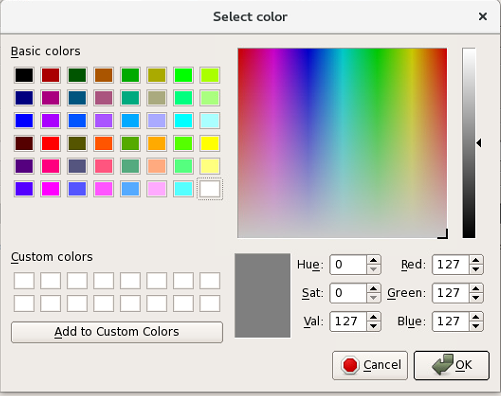 Select color
Basic colors
Custom colors
Add to Custom Colors
Hue: 0 Red: 127
Sat: 0 Green: 127
Val: 127 Blue: 127
Cancel OK